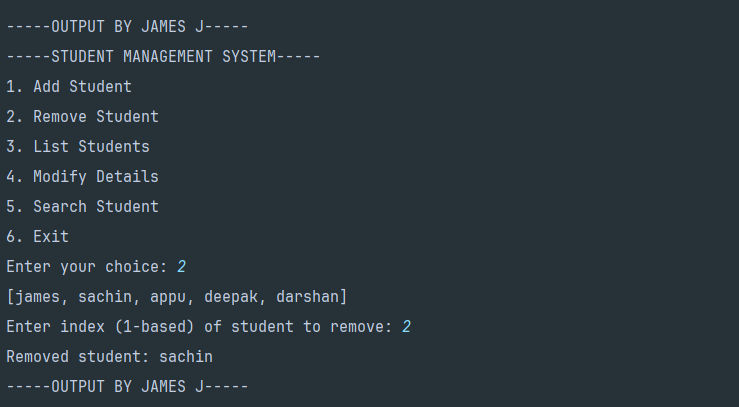 -----OUTPUT BY JAMES J-----
-----STUDENT MANAGEMENT SYSTEM-----
1. Add Student
2. Remove Student
3. List Students
4. Modify Details
5. Search Student
6. Exit
Enter your choice: 2
[james, sachin, appu, deepak, darshan]
Enter index (1-based) of student to remove: 2
Removed student: sachin
-----OUTPUT BY JAMES J-----